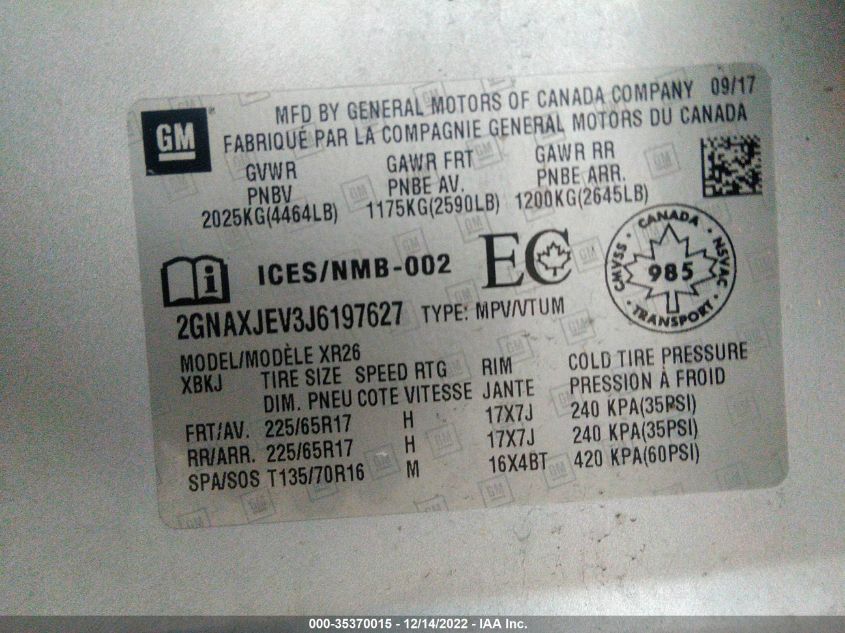 GM
MFD BY GENERAL MOTORS OF CANADA COMPANY 09/17
FABRIQUÉ PAR LA COMPAGNIE GENERAL MOTORS DU CANADA
GVWR GAWR FRT GAWR RR
PNBV PNBE AV. PNBE ARR.
2025KG(4464LB) 1175KG(2590LB) 1200KG(2645LB)
ICES/NMB-002 EC
CANADA
CMVSS 985 NSVAC
TRANSPORT
2GNAXJEV3J6197627 TYPE: MPV/VTUM
MODEL/MODÈLE XR26
XBKJ TIRE SIZE SPEED RTG RIM COLD TIRE PRESSURE
DIM. PNEU COTE VITESSE JANTE PRESSION À FROID
FRT/AV. 225/65R17 H 17X7J 240 KPA(35PSI)
RR/ARR. 225/65R17 H 17X7J 240 KPA(35PSI)
SPA/SOS T135/70R16 M 16X4BT 420 KPA(60PSI)
000-35370015 - 12/14/2022 - IAA Inc.